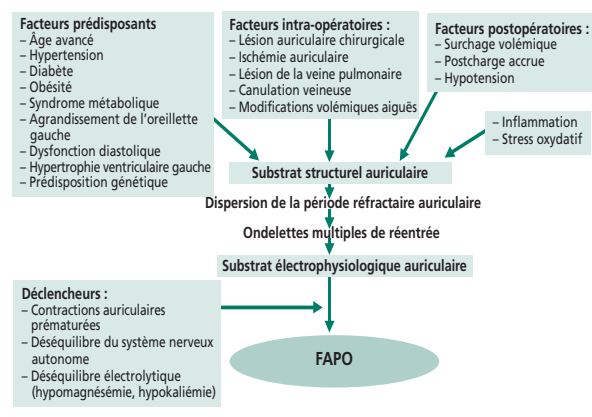 Facteurs prédisposants
– Âge avancé
– Hypertension
– Diabète
– Obésité
– Syndrome métabolique
– Agrandissement de l'oreillette
gauche
– Dysfonction diastolique
– Hypertrophie ventriculaire gauche
– Prédisposition génétique
Facteurs intra-opératoires :
– Lésion auriculaire chirurgicale
– Ischémie auriculaire
– Lésion de la veine pulmonaire
– Canulation veineuse
– Modifications volémiques aiguës
Facteurs postopératoires :
– Surchage volémique
– Postcharge accrue
– Hypotension
– Inflammation
– Stress oxydatif
Substrat structurel auriculaire
Dispersion de la période réfractaire auriculaire
Ondelettes multiples de réentrée
Substrat électrophysiologique auriculaire
Déclencheurs :
– Contractions auriculaires
prématurées
– Déséquilibre du système nerveux
autonome
– Déséquilibre électrolytique
(hypomagnésémie, hypokaliémie)
FAPO